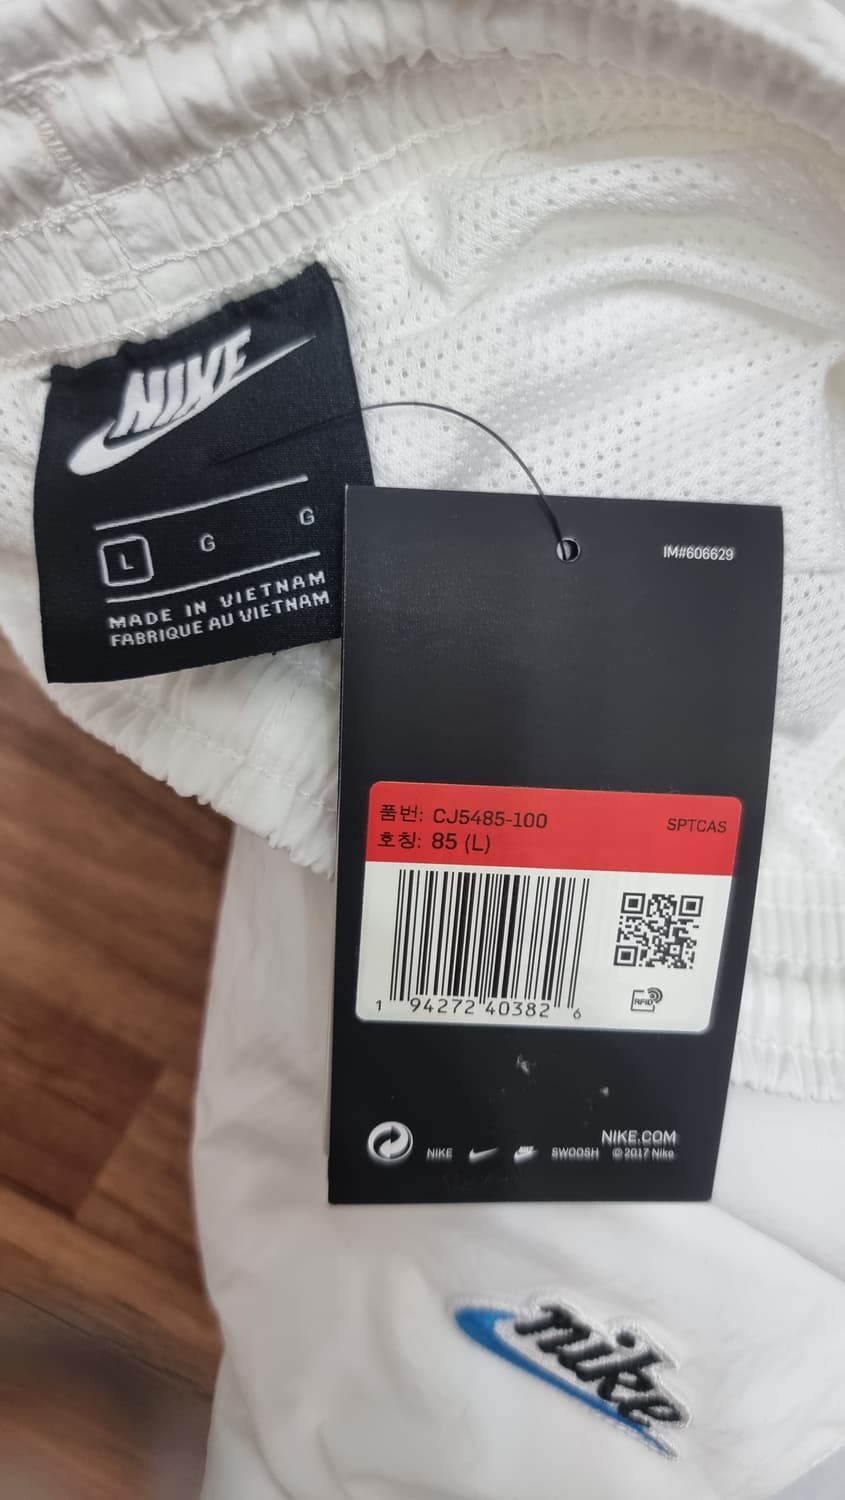 NIKE
L G G
MADE IN VIETNAM
FABRIQUE AU VIETNAM
IM#606629
품번: CJ5485-100
호칭: 85 (L)
SPTCAS
1 94272 40382 6
RFID
NIKE.COM
NIKE SWOOSH © 2017 Nike
nike